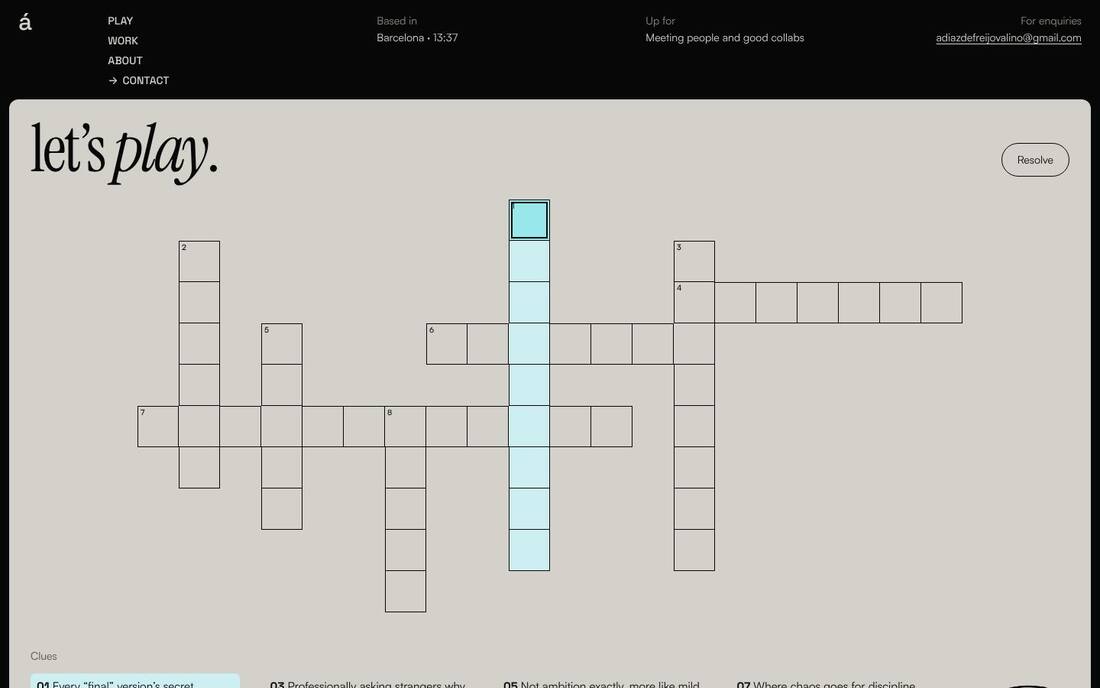 á
PLAY
WORK
ABOUT
→ CONTACT
Based in
Barcelona · 13:37
Up for
Meeting people and good collabs
For enquiries
adiazdefreijovalino@gmail.com
let's play.
Resolve
1
2
3
4
5
6
7
8
Clues
01 Every “final” version’s secret
03 Professionally asking strangers why
05 Not ambition exactly, more like mild
07 Where chaos goes for discipline